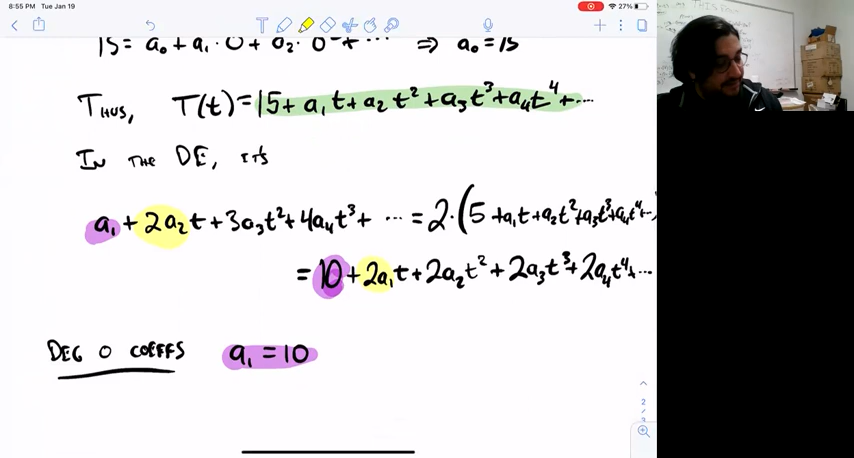 8:55 PM Tue Jan 19
27%
15 = a₀ + a₁ · 0 + a₂ · 0² + ··· ⇒ a₀ = 15
THUS, T(t) = 15 + a₁t + a₂t² + a₃t³ + a₄t⁴ + ···
IN THE DE, it's
a₁ + 2a₂t + 3a₃t² + 4a₄t³ + ··· = 2·(5 + a₁t + a₂t² + a₃t³ + a₄t⁴ + ···
= 10 + 2a₁t + 2a₂t² + 2a₃t³ + 2a₄t⁴ + ···
DEG 0 COEFFS a₁ = 10
2